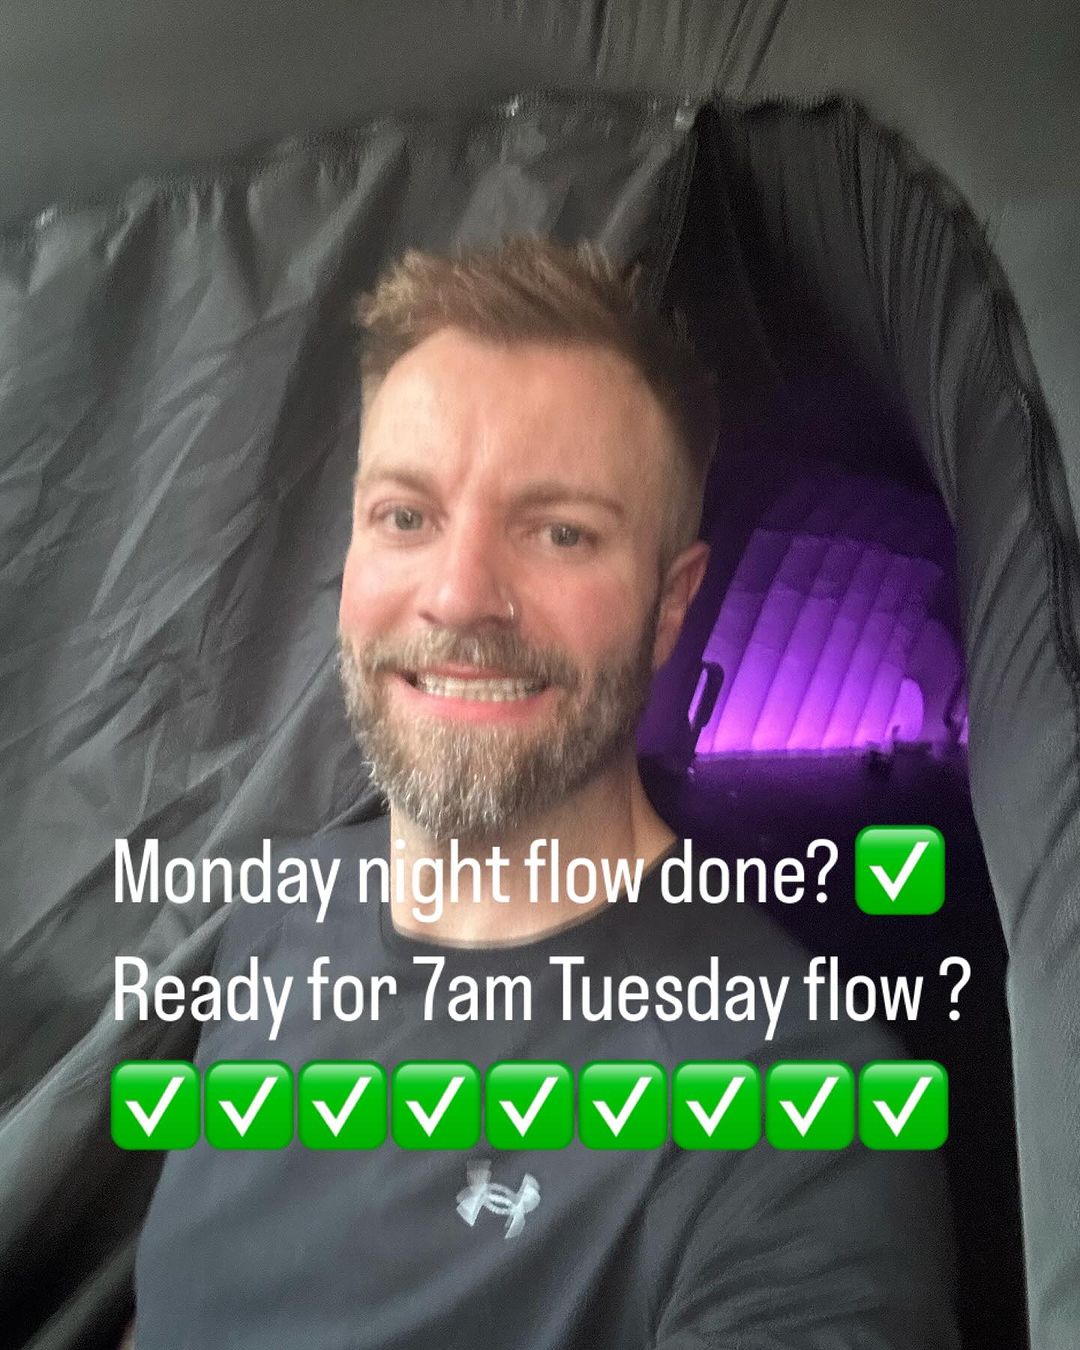 Monday night flow done? ✅
Ready for 7am Tuesday flow ?
✅✅✅✅✅✅✅✅✅